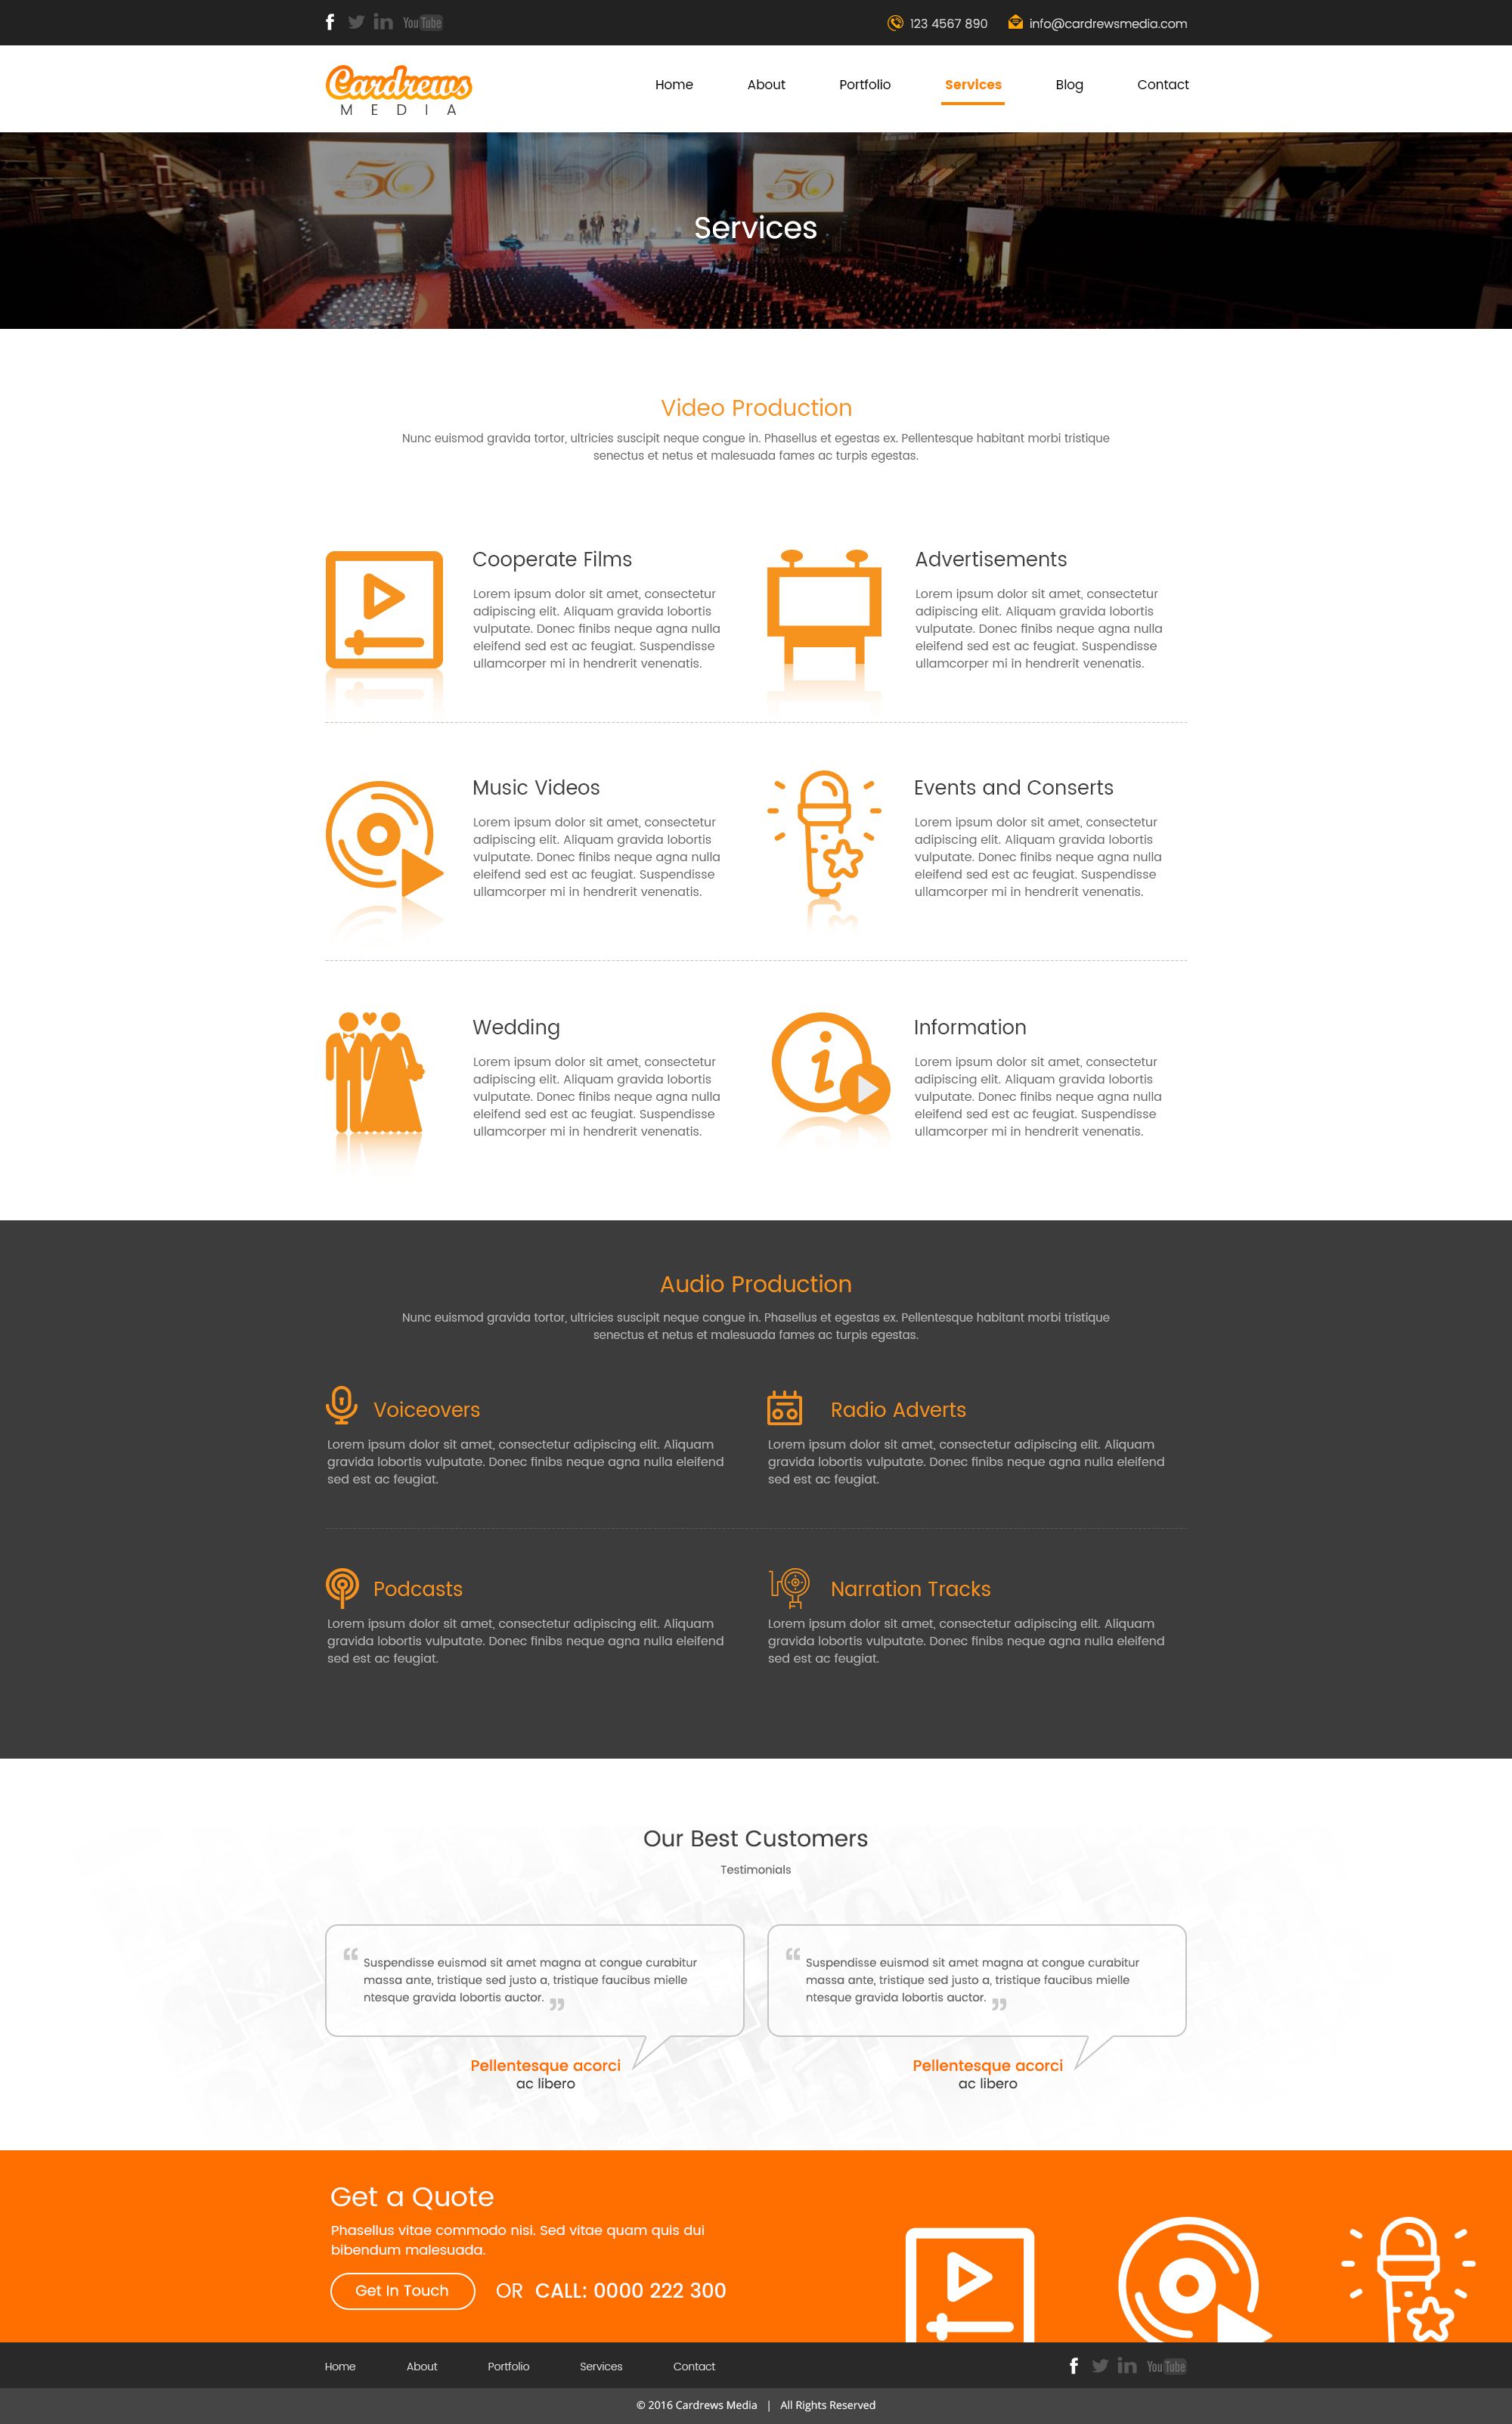 f You Tube
123 4567 890 info@cardrewsmedia.com
Cardrews
MEDIA
Home About Portfolio Services Blog Contact
50 50 50
Services
Video Production
Nunc euismod gravida tortor, ultricies suscipit neque congue in. Phasellus et egestas ex. Pellentesque habitant morbi tristique
senectus et netus et malesuada fames ac turpis egestas.
Cooperate Films
Lorem ipsum dolor sit amet, consectetur
adipiscing elit. Aliquam gravida lobortis
vulputate. Donec finibs neque agna nulla
eleifend sed est ac feugiat. Suspendisse
ullamcorper mi in hendrerit venenatis.
Advertisements
Lorem ipsum dolor sit amet, consectetur
adipiscing elit. Aliquam gravida lobortis
vulputate. Donec finibs neque agna nulla
eleifend sed est ac feugiat. Suspendisse
ullamcorper mi in hendrerit venenatis.
Music Videos
Lorem ipsum dolor sit amet, consectetur
adipiscing elit. Aliquam gravida lobortis
vulputate. Donec finibs neque agna nulla
eleifend sed est ac feugiat. Suspendisse
ullamcorper mi in hendrerit venenatis.
Events and Conserts
Lorem ipsum dolor sit amet, consectetur
adipiscing elit. Aliquam gravida lobortis
vulputate. Donec finibs neque agna nulla
eleifend sed est ac feugiat. Suspendisse
ullamcorper mi in hendrerit venenatis.
Wedding
Lorem ipsum dolor sit amet, consectetur
adipiscing elit. Aliquam gravida lobortis
vulputate. Donec finibs neque agna nulla
eleifend sed est ac feugiat. Suspendisse
ullamcorper mi in hendrerit venenatis.
Information
Lorem ipsum dolor sit amet, consectetur
adipiscing elit. Aliquam gravida lobortis
vulputate. Donec finibs neque agna nulla
eleifend sed est ac feugiat. Suspendisse
ullamcorper mi in hendrerit venenatis.
Audio Production
Nunc euismod gravida tortor, ultricies suscipit neque congue in. Phasellus et egestas ex. Pellentesque habitant morbi tristique
senectus et netus et malesuada fames ac turpis egestas.
Voiceovers
Lorem ipsum dolor sit amet, consectetur adipiscing elit. Aliquam
gravida lobortis vulputate. Donec finibs neque agna nulla eleifend
sed est ac feugiat.
Radio Adverts
Lorem ipsum dolor sit amet, consectetur adipiscing elit. Aliquam
gravida lobortis vulputate. Donec finibs neque agna nulla eleifend
sed est ac feugiat.
Podcasts
Lorem ipsum dolor sit amet, consectetur adipiscing elit. Aliquam
gravida lobortis vulputate. Donec finibs neque agna nulla eleifend
sed est ac feugiat.
Narration Tracks
Lorem ipsum dolor sit amet, consectetur adipiscing elit. Aliquam
gravida lobortis vulputate. Donec finibs neque agna nulla eleifend
sed est ac feugiat.
Our Best Customers
Testimonials
“ Suspendisse euismod sit amet magna at congue curabitur
massa ante, tristique sed justo a, tristique faucibus mielle
ntesque gravida lobortis auctor. ”
Pellentesque acorci
ac libero
“ Suspendisse euismod sit amet magna at congue curabitur
massa ante, tristique sed justo a, tristique faucibus mielle
ntesque gravida lobortis auctor. ”
Pellentesque acorci
ac libero
Get a Quote
Phasellus vitae commodo nisi. Sed vitae quam quis dui
bibendum malesuada.
Get In Touch OR CALL: 0000 222 300
Home About Portfolio Services Contact
f in You Tube
© 2016 Cardrews Media | All Rights Reserved